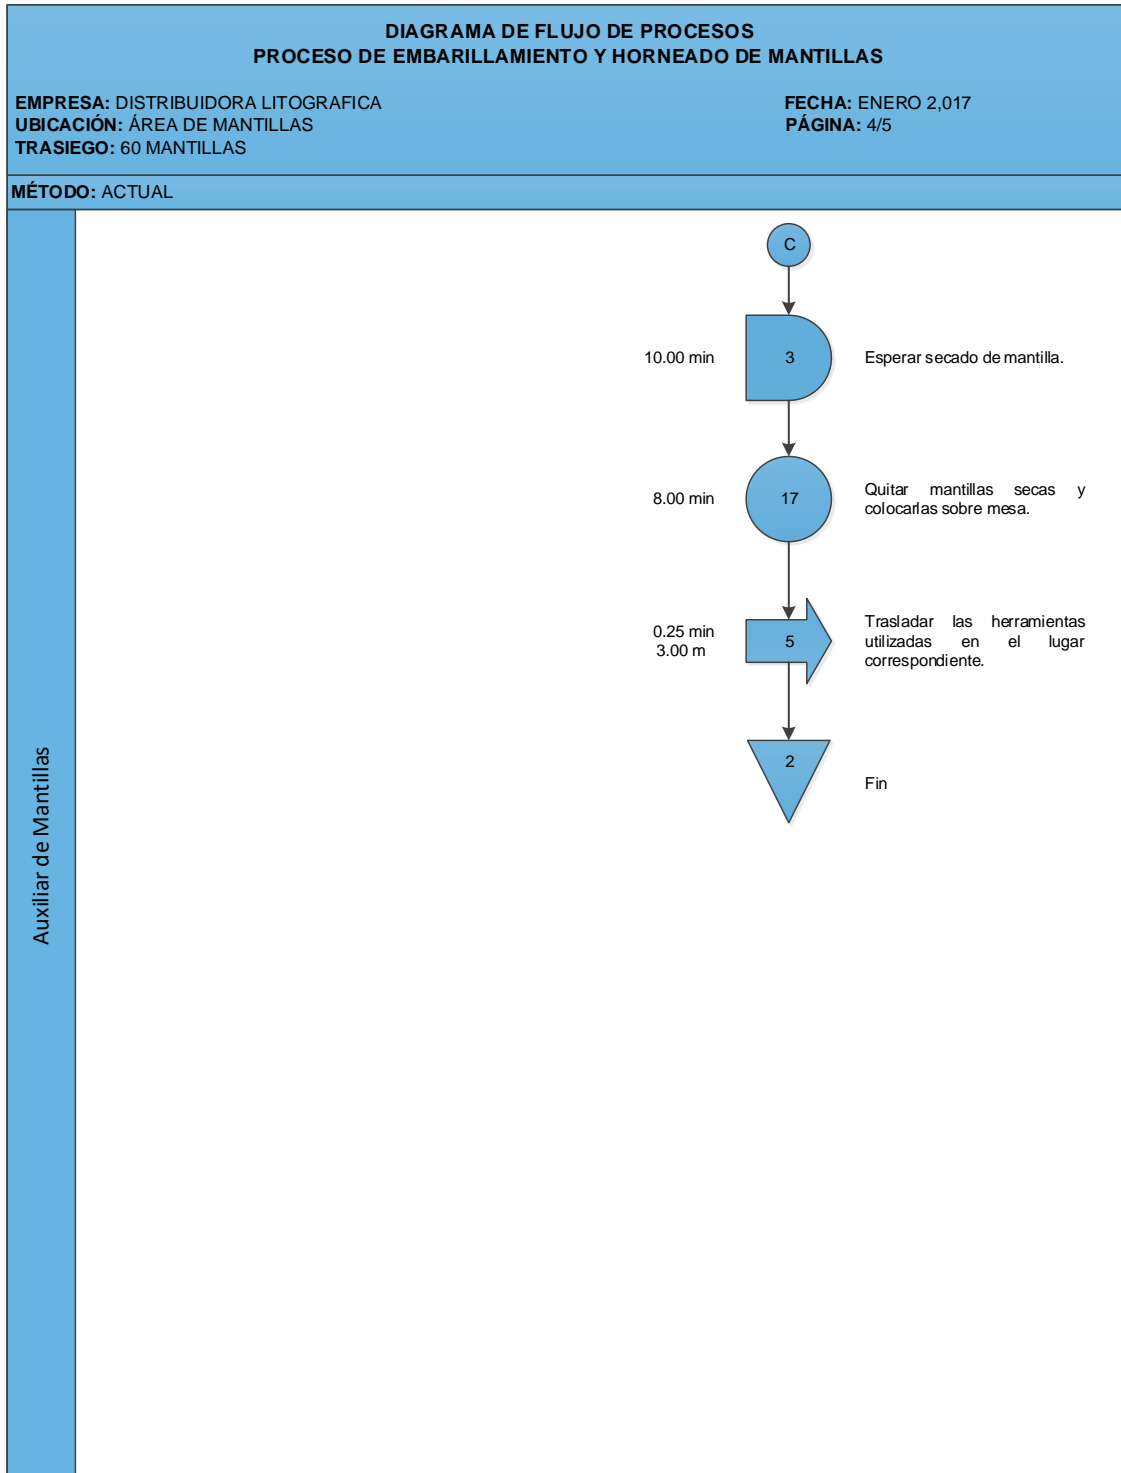 DIAGRAMA DE FLUJO DE PROCESOS
PROCESO DE EMBARILLAMIENTO Y HORNEADO DE MANTILLAS
EMPRESA: DISTRIBUIDORA LITOGRAFICA
UBICACIÓN: ÁREA DE MANTILLAS
TRASIEGO: 60 MANTILLAS
FECHA: ENERO 2,017
PÁGINA: 4/5
MÉTODO: ACTUAL
Auxiliar de Mantillas
C
10.00 min
3
Esperar secado de mantilla.
8.00 min
17
Quitar mantillas secas y
colocarlas sobre mesa.
0.25 min
3.00 m
5
Trasladar las herramientas
utilizadas en el lugar
correspondiente.
2
Fin